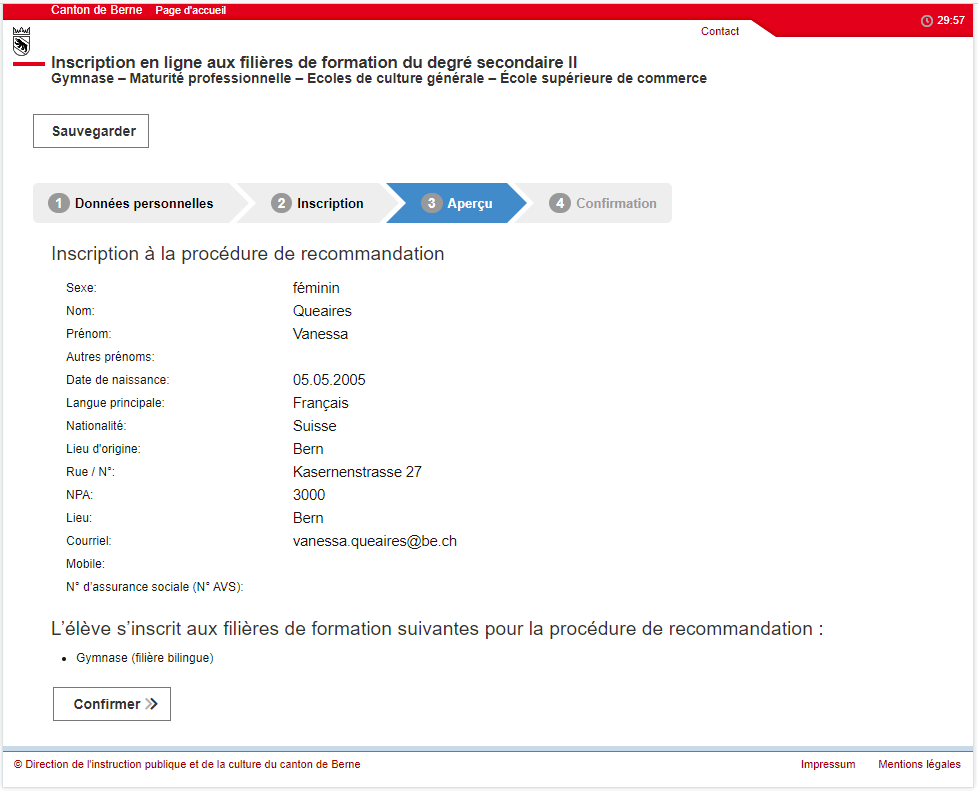 Canton de Berne Page d'accueil
29:57
Contact
Inscription en ligne aux filières de formation du degré secondaire II
Gymnase – Maturité professionnelle – Ecoles de culture générale – École supérieure de commerce
Sauvegarder
1 Données personnelles 2 Inscription 3 Aperçu 4 Confirmation
Inscription à la procédure de recommandation
Sexe: féminin
Nom: Queaires
Prénom: Vanessa
Autres prénoms:
Date de naissance: 05.05.2005
Langue principale: Français
Nationalité: Suisse
Lieu d'origine: Bern
Rue / N°: Kasernenstrasse 27
NPA: 3000
Lieu: Bern
Courriel: vanessa.queaires@be.ch
Mobile:
N° d'assurance sociale (N° AVS):
L'élève s'inscrit aux filières de formation suivantes pour la procédure de recommandation :
• Gymnase (filière bilingue)
Confirmer
© Direction de l'instruction publique et de la culture du canton de Berne Impressum Mentions légales